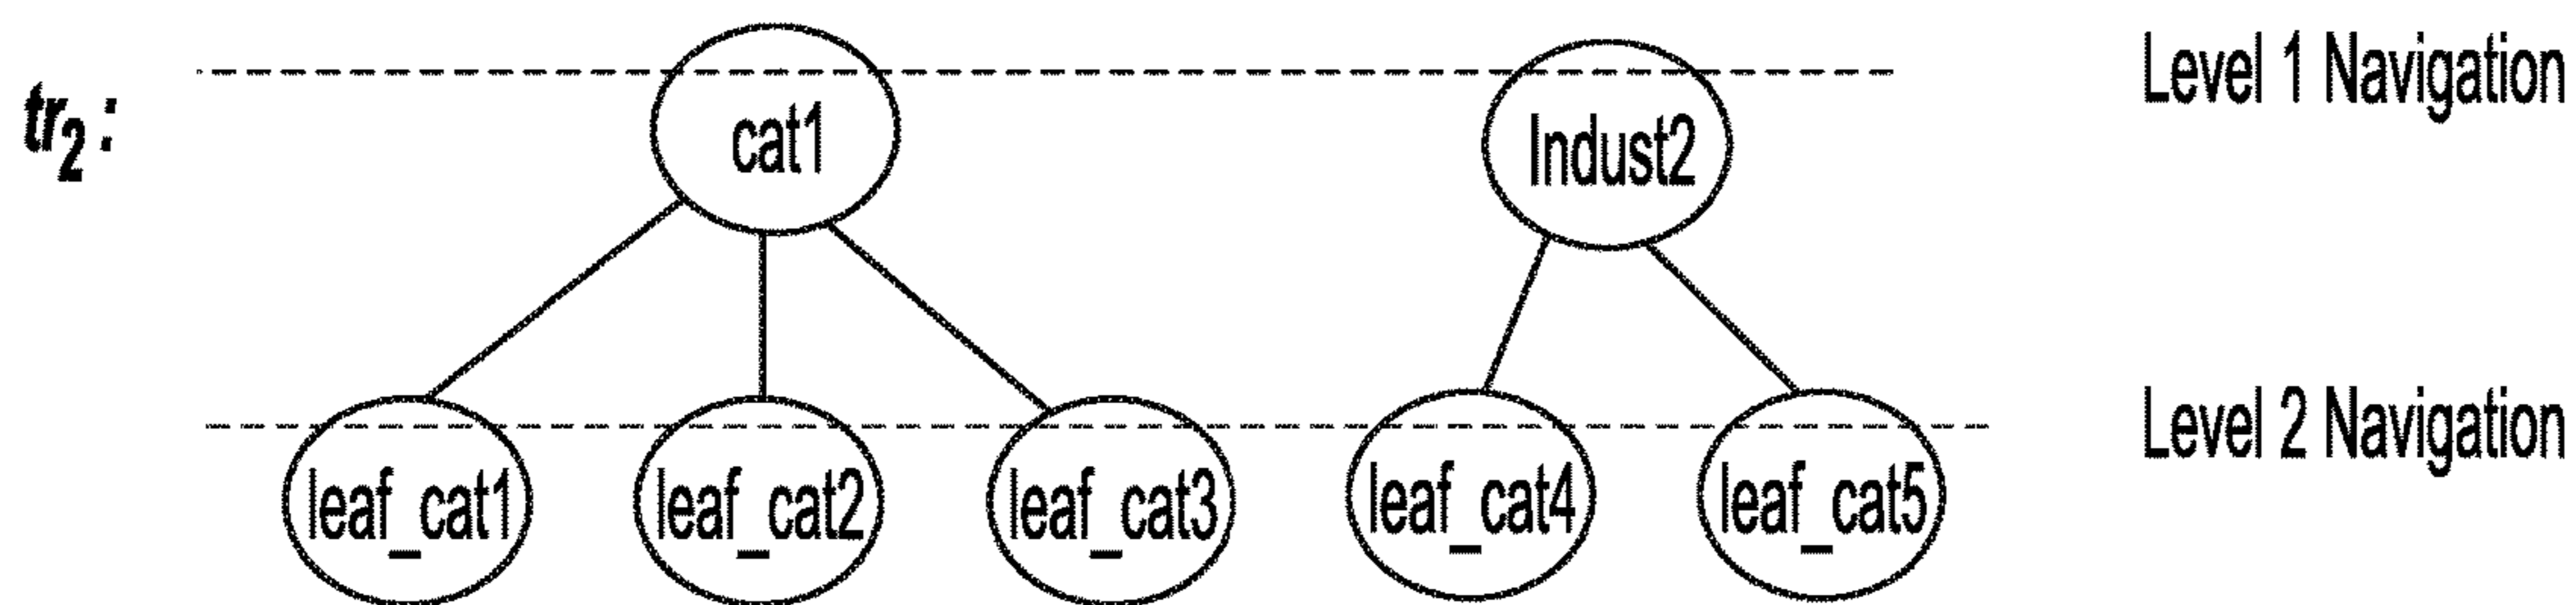 Level 1 Navigation
tr2 :
cat1
Indust2
Level 2 Navigation
leaf_cat1
leaf_cat2
leaf_cat3
leaf_cat4
leaf_cat5